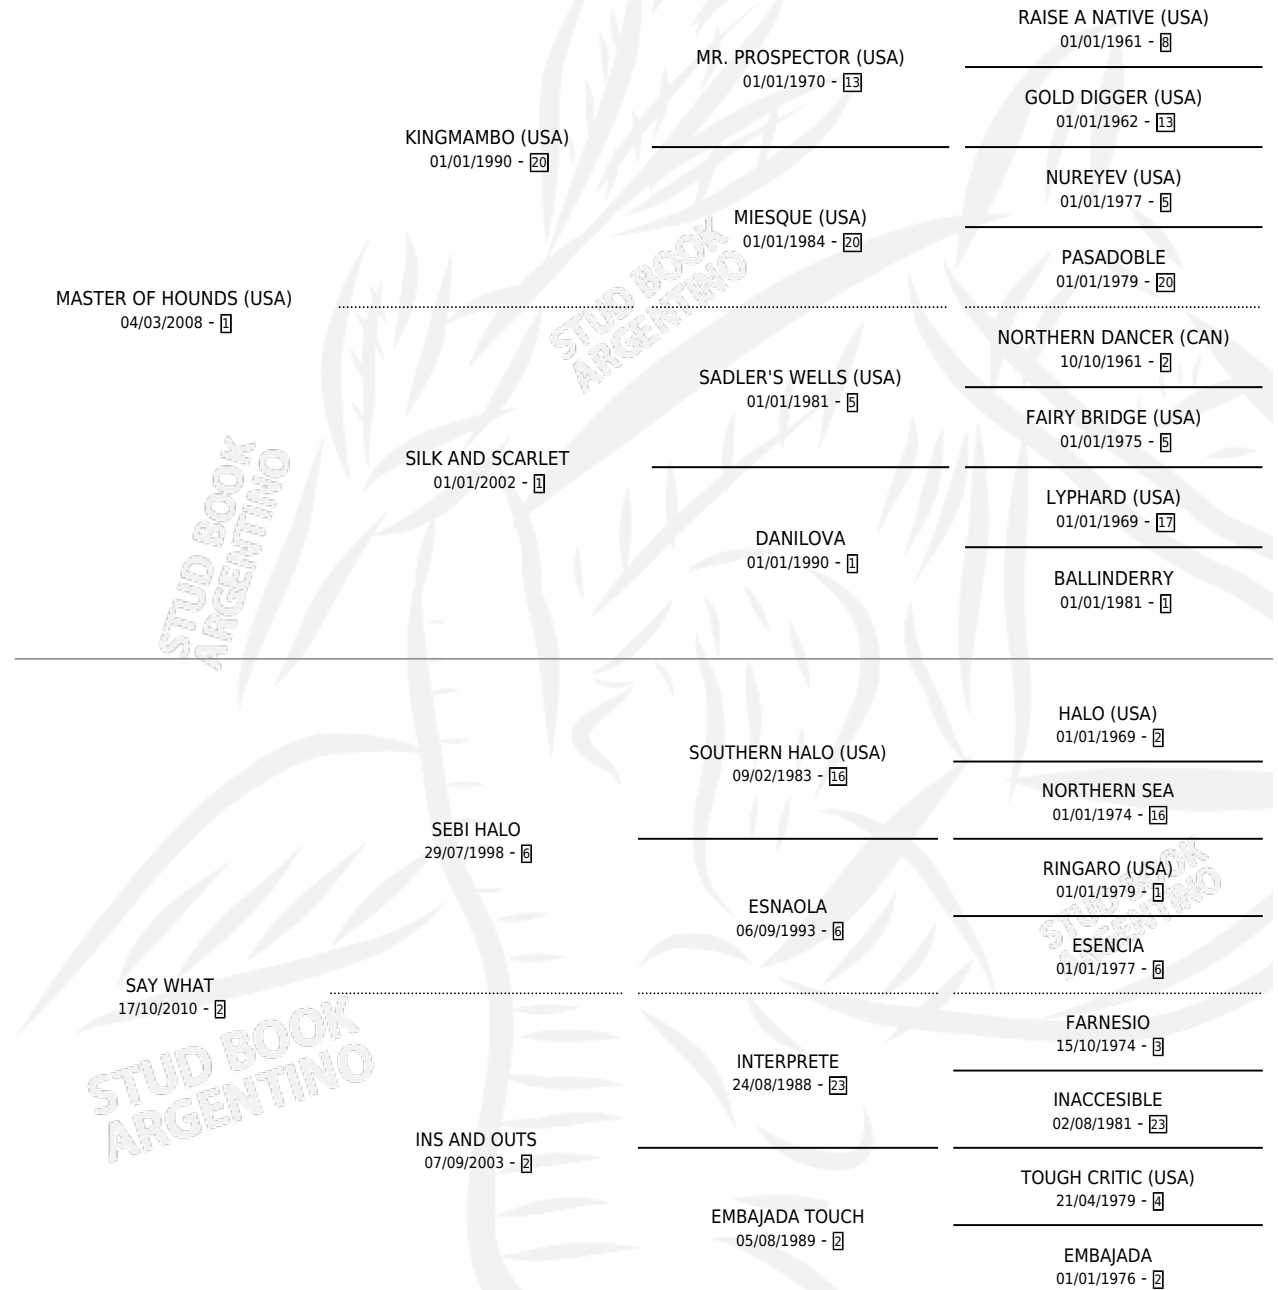 RAISE A NATIVE (USA)
01/01/1961 - 8
MR. PROSPECTOR (USA)
01/01/1970 - 13
GOLD DIGGER (USA)
01/01/1962 - 13
KINGMAMBO (USA)
01/01/1990 - 20
NUREYEV (USA)
01/01/1977 - 5
MIESQUE (USA)
01/01/1984 - 20
PASADOBLE
01/01/1979 - 20
MASTER OF HOUNDS (USA)
04/03/2008 - 1
NORTHERN DANCER (CAN)
10/10/1961 - 2
SADLER'S WELLS (USA)
01/01/1981 - 5
FAIRY BRIDGE (USA)
01/01/1975 - 5
SILK AND SCARLET
01/01/2002 - 1
LYPHARD (USA)
01/01/1969 - 17
DANILOVA
01/01/1990 - 1
BALLINDERRY
01/01/1981 - 1
HALO (USA)
01/01/1969 - 2
SOUTHERN HALO (USA)
09/02/1983 - 16
NORTHERN SEA
01/01/1974 - 16
SEBI HALO
29/07/1998 - 6
RINGARO (USA)
01/01/1979 - 1
ESNAOLA
06/09/1993 - 6
ESENCIA
01/01/1977 - 6
SAY WHAT
17/10/2010 - 2
FARNESIO
15/10/1974 - 3
INTERPRETE
24/08/1988 - 23
INACCESIBLE
02/08/1981 - 23
INS AND OUTS
07/09/2003 - 2
TOUGH CRITIC (USA)
21/04/1979 - 4
EMBAJADA TOUCH
05/08/1989 - 2
EMBAJADA
01/01/1976 - 2
STUD BOOK
ARGENTINO
STUD BOOK
ARGENTINO
STUD BOOK
ARGENTINO
STUD BOOK
ARGENTINO